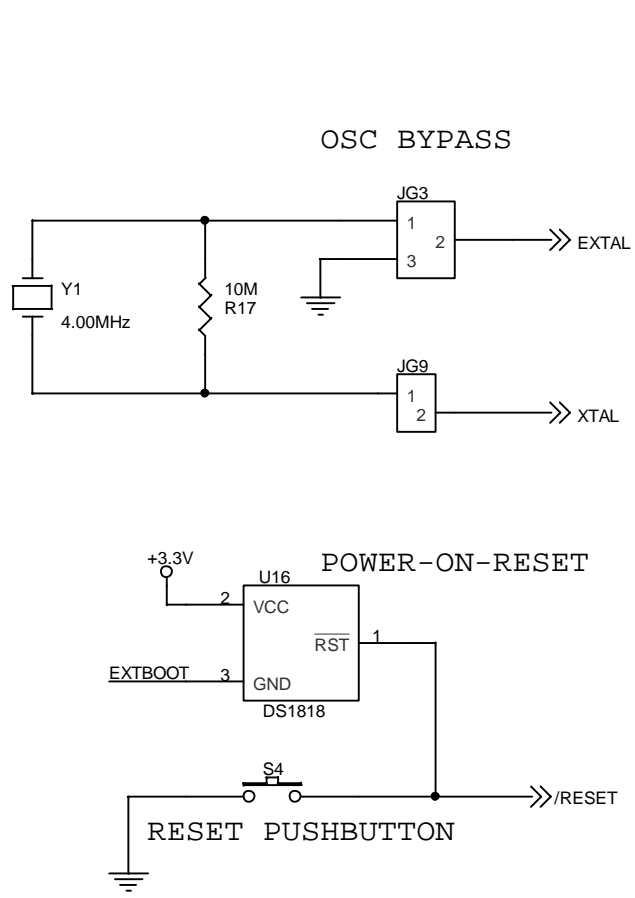 OSC BYPASS
JG3
1
2
3
EXTAL
Y1
4.00MHz
10M
R17
JG9
1
2
XTAL
+3.3V
POWER-ON-RESET
U16
2
VCC
RST
1
EXTBOOT
3
GND
DS1818
S4
/RESET
RESET PUSHBUTTON